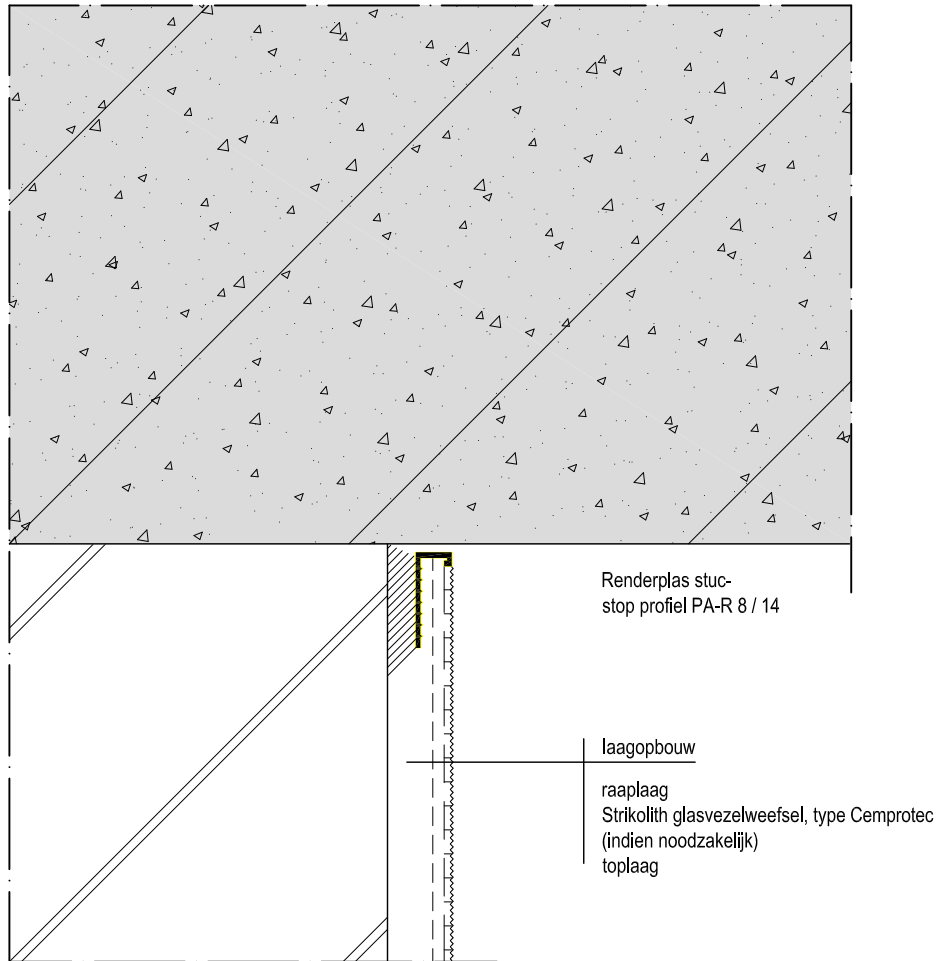 Renderplas stuc-
stop profiel PA-R 8 / 14
laagopbouw
raaplaag
Strikolith glasvezelweefsel, type Cemprotec
(indien noodzakelijk)
toplaag